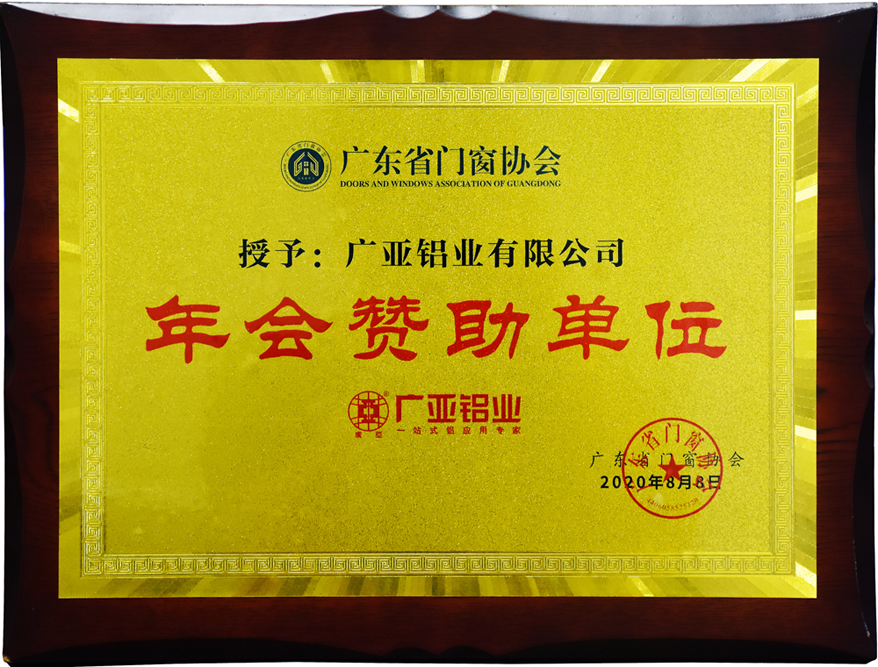 广东省门窗协会
DOORS AND WINDOWS ASSOCIATION OF GUANGDONG
授予：广亚铝业有限公司
年会赞助单位
广亚铝业
一站式铝应用专家
广东省门窗协会
2020年8月8日